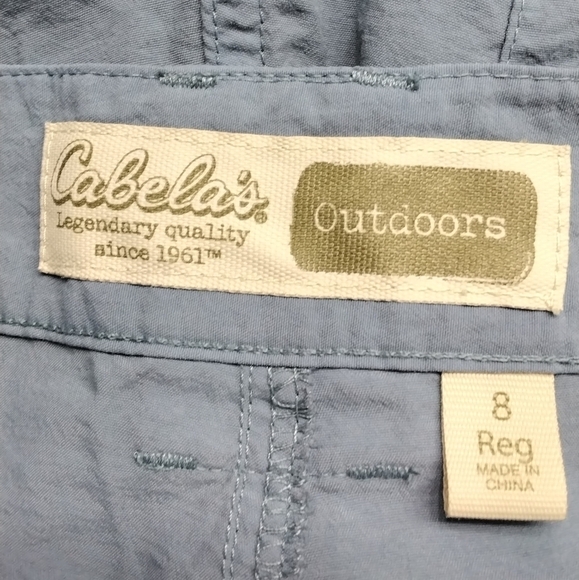 Cabela's®
Legendary quality
since 1961™
Outdoors
8
Reg
MADE IN
CHINA